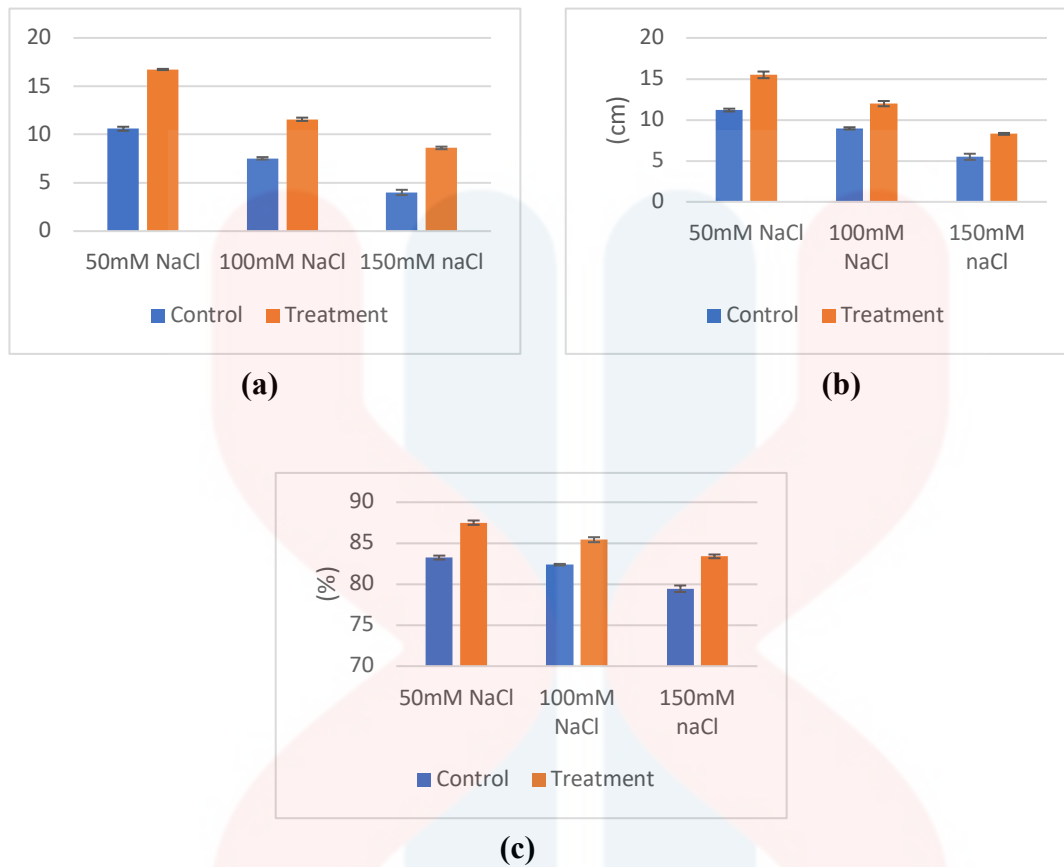 20
15
10
5
0
50mM NaCl 100mM NaCl 150mM naCl
Control Treatment
(a)
20
15
10
5
0
(cm)
50mM NaCl 100mM 150mM
NaCl naCl
Control Treatment
(b)
90
85
80
75
70
(%)
50mM NaCl 100mM 150mM
NaCl naCl
Control Treatment
(c)